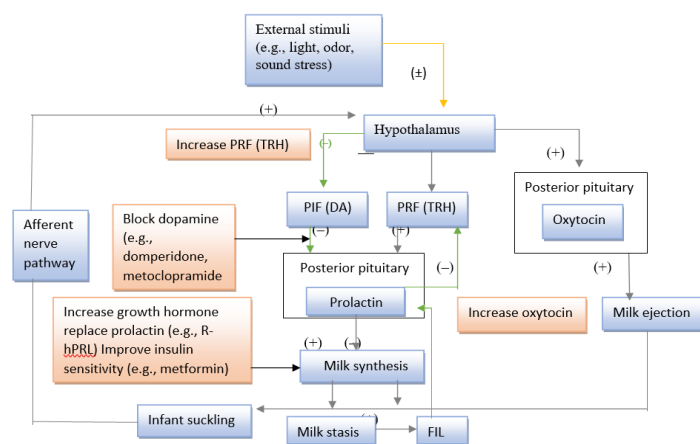 External stimuli
(e.g., light, odor,
sound stress)
(±)
(+)
Hypothalamus
Increase PRF (TRH)
(-)
(+)
Posterior pituitary
Oxytocin
PIF (DA)
PRF (TRH)
Afferent
nerve
pathway
Block dopamine
(e.g.,
domperidone,
metoclopramide
(-)
(+)
Posterior pituitary
(-)
(+)
Prolactin
Increase growth hormone
replace prolactin (e.g., R-
hPRL) Improve insulin
sensitivity (e.g., metformin)
Increase oxytocin
Milk ejection
(+)
(-)
Milk synthesis
Infant suckling
Milk stasis
FIL